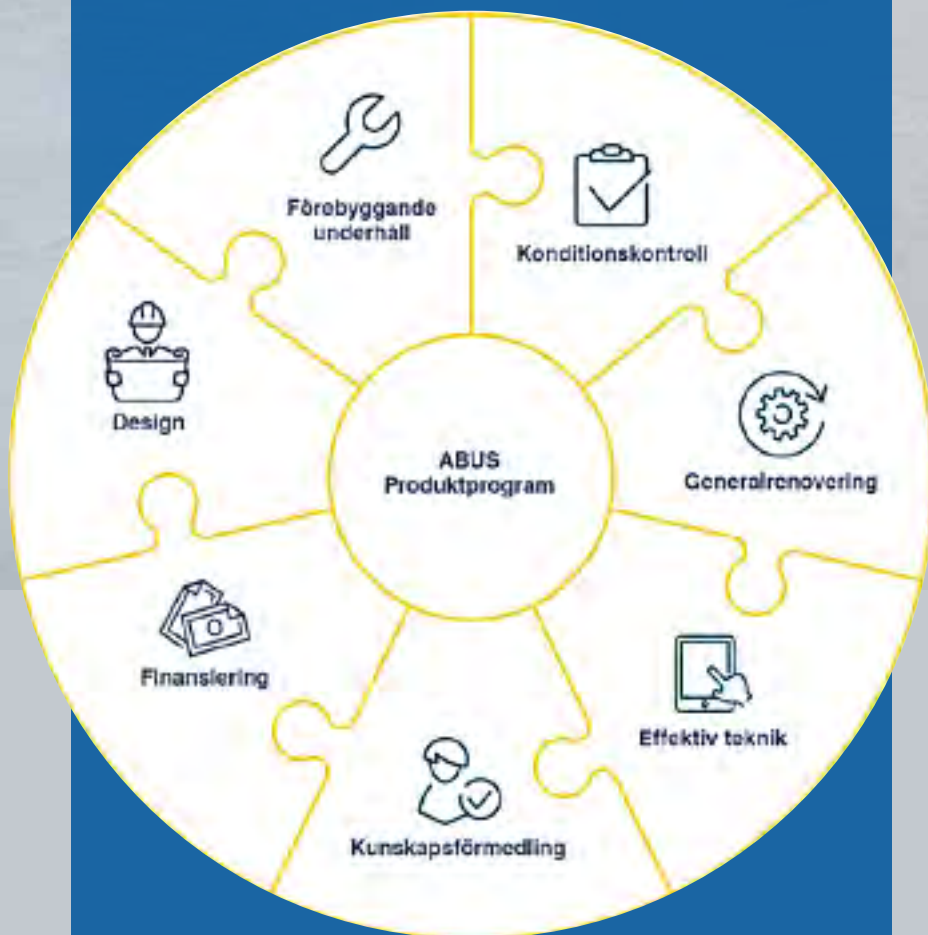 Förebyggande
underhåll
Konditionskontroll
Design
ABUS
Produktprogram
Generalrenovering
Finansiering
Effektiv teknik
Kunskapsförmedling